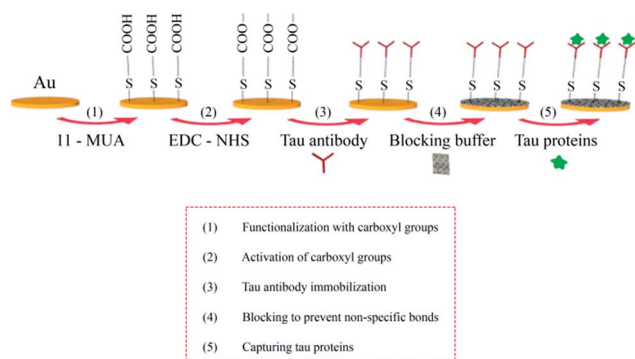 COOH COOH COOH
COO– COO– COO–
Au
S S S
S S S
S S S
S S S
S S S
(1) (2) (3) (4) (5)
11 - MUA EDC - NHS Tau antibody Blocking buffer Tau proteins
(1) Functionalization with carboxyl groups
(2) Activation of carboxyl groups
(3) Tau antibody immobilization
(4) Blocking to prevent non-specific bonds
(5) Capturing tau proteins